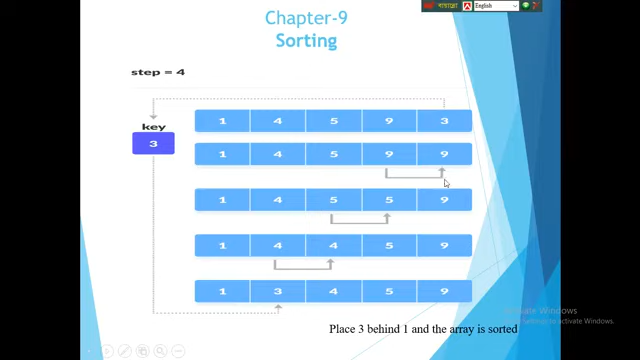 বাংলা
English
Chapter-9
Sorting
step = 4
key
3
1 4 5 9 3
1 4 5 9 9
1 4 5 5 9
1 4 4 5 9
1 3 4 5 9
Activate Windows
Place 3 behind 1 and the array is sorted